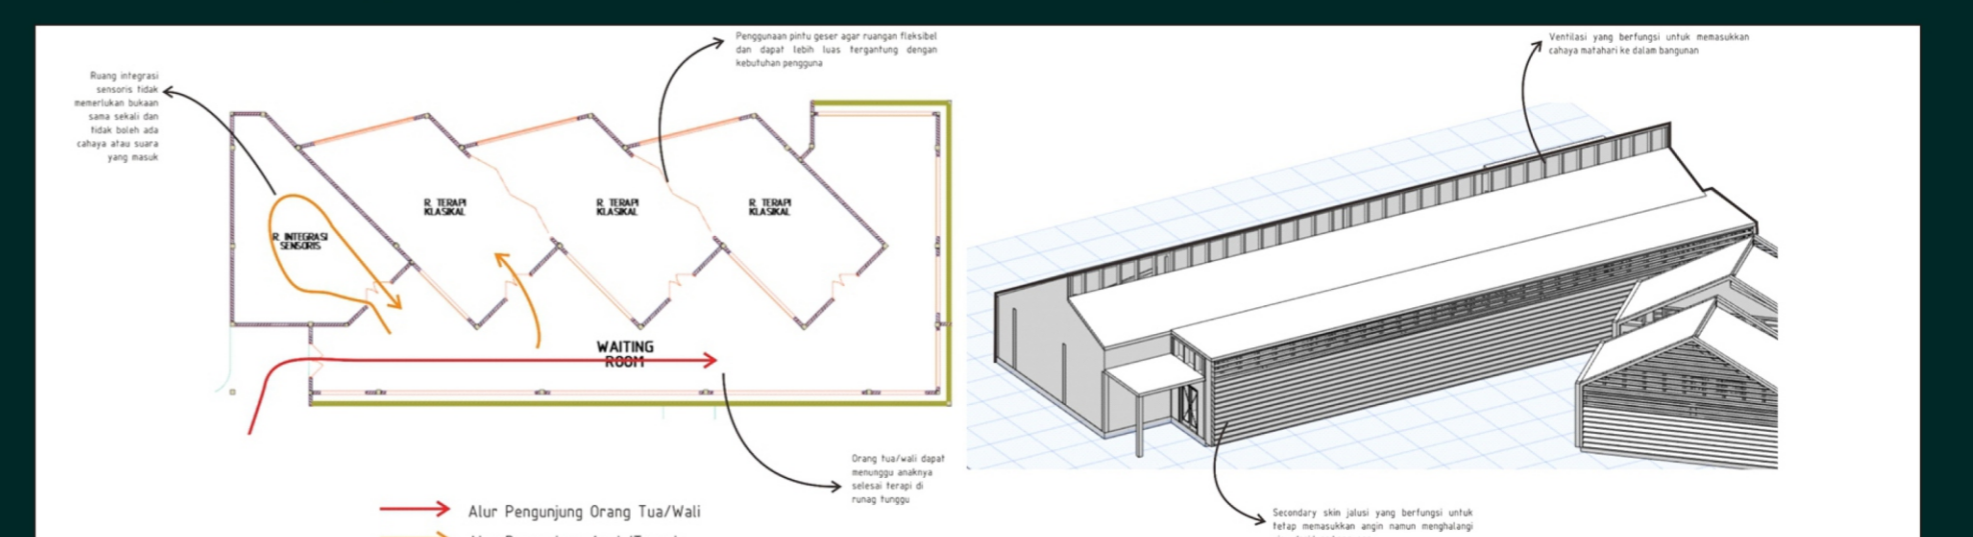 Ruang integrasi
sensoris tidak
memerlukan bukaan
sama sekali dan
tidak boleh ada
cahaya atau suara
yang masuk
Penggunaan pintu geser agar ruangan fleksibel
dan dapat lebih luas tergantung dengan
kebutuhan pengguna
R. INTEGRASI
SENSORIS
R. TERAPI
KLASIKAL
R. TERAPI
KLASIKAL
R. TERAPI
KLASIKAL
WAITING
ROOM
Orang tua/wali dapat
menunggu anaknya
selesai terapi di
runag tunggu
Alur Pengunjung Orang Tua/Wali
Ventilasi yang berfungsi untuk memasukkan
cahaya matahari ke dalam bangunan
Secondary skin jalusi yang berfungsi untuk
tetap memasukkan angin namun menghalangi